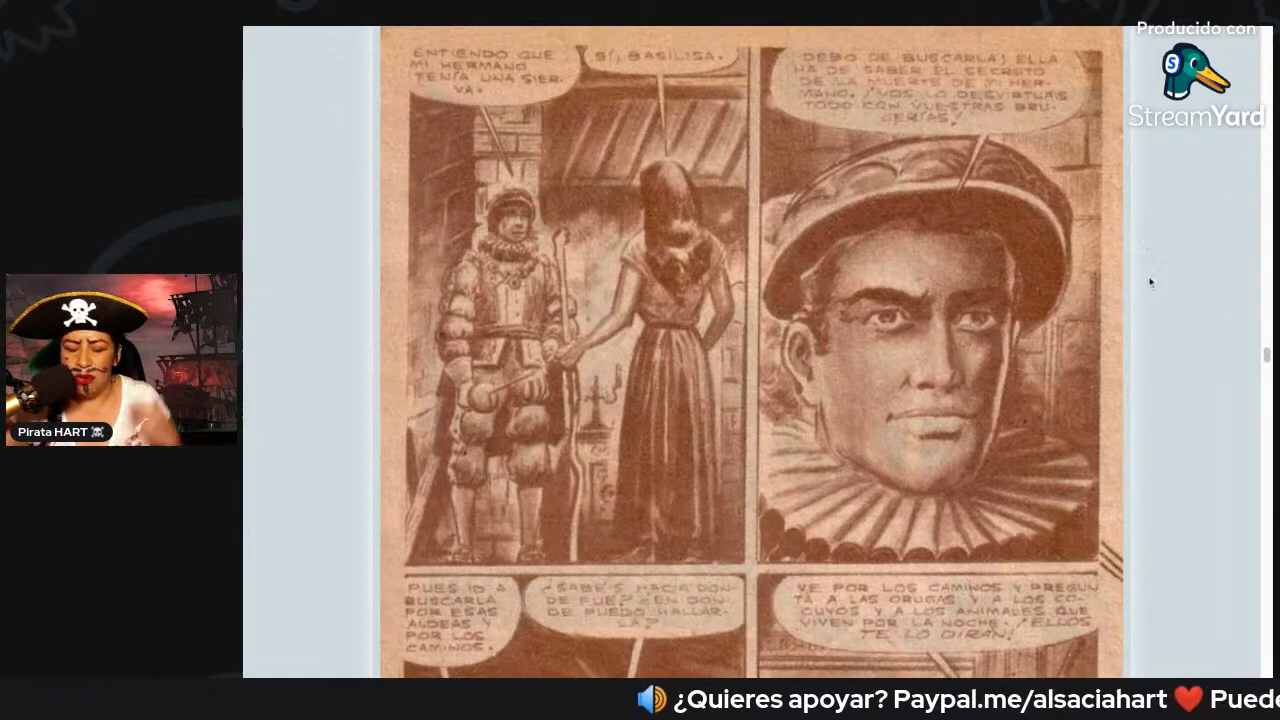 Producido con
StreamYard
ENTIENDO QUE
MI HERMANO
TENÍA UNA SIER-
VA.
SÍ, BASILISA.
DEBO DE BUSCARLA; ELLA
HA DE SABER EL SECRETO
DE LA MUERTE DE MI HER-
MANO. ¡VOS LO DESVIRTUÁS
TODO CON VUESTRAS BRU-
JERÍAS!
PUES ID A
BUSCARLA
POR ESAS
ALDEAS Y
POR LOS
CAMINOS.
¿SABÉIS HACIA DÓN-
DE FUE? ¿EN DÓN-
DE PUEDO HALLAR-
LA?
VE POR LOS CAMINOS Y PREGUN
TA A LAS ORUGAS Y A LOS CO-
CUYOS Y A LOS ANIMALES QUE
VIVEN POR LA NOCHE. ¡ELLOS
TE LO DIRÁN!
Pirata HART
¿Quieres apoyar? Paypal.me/alsaciahart ❤️ Puede